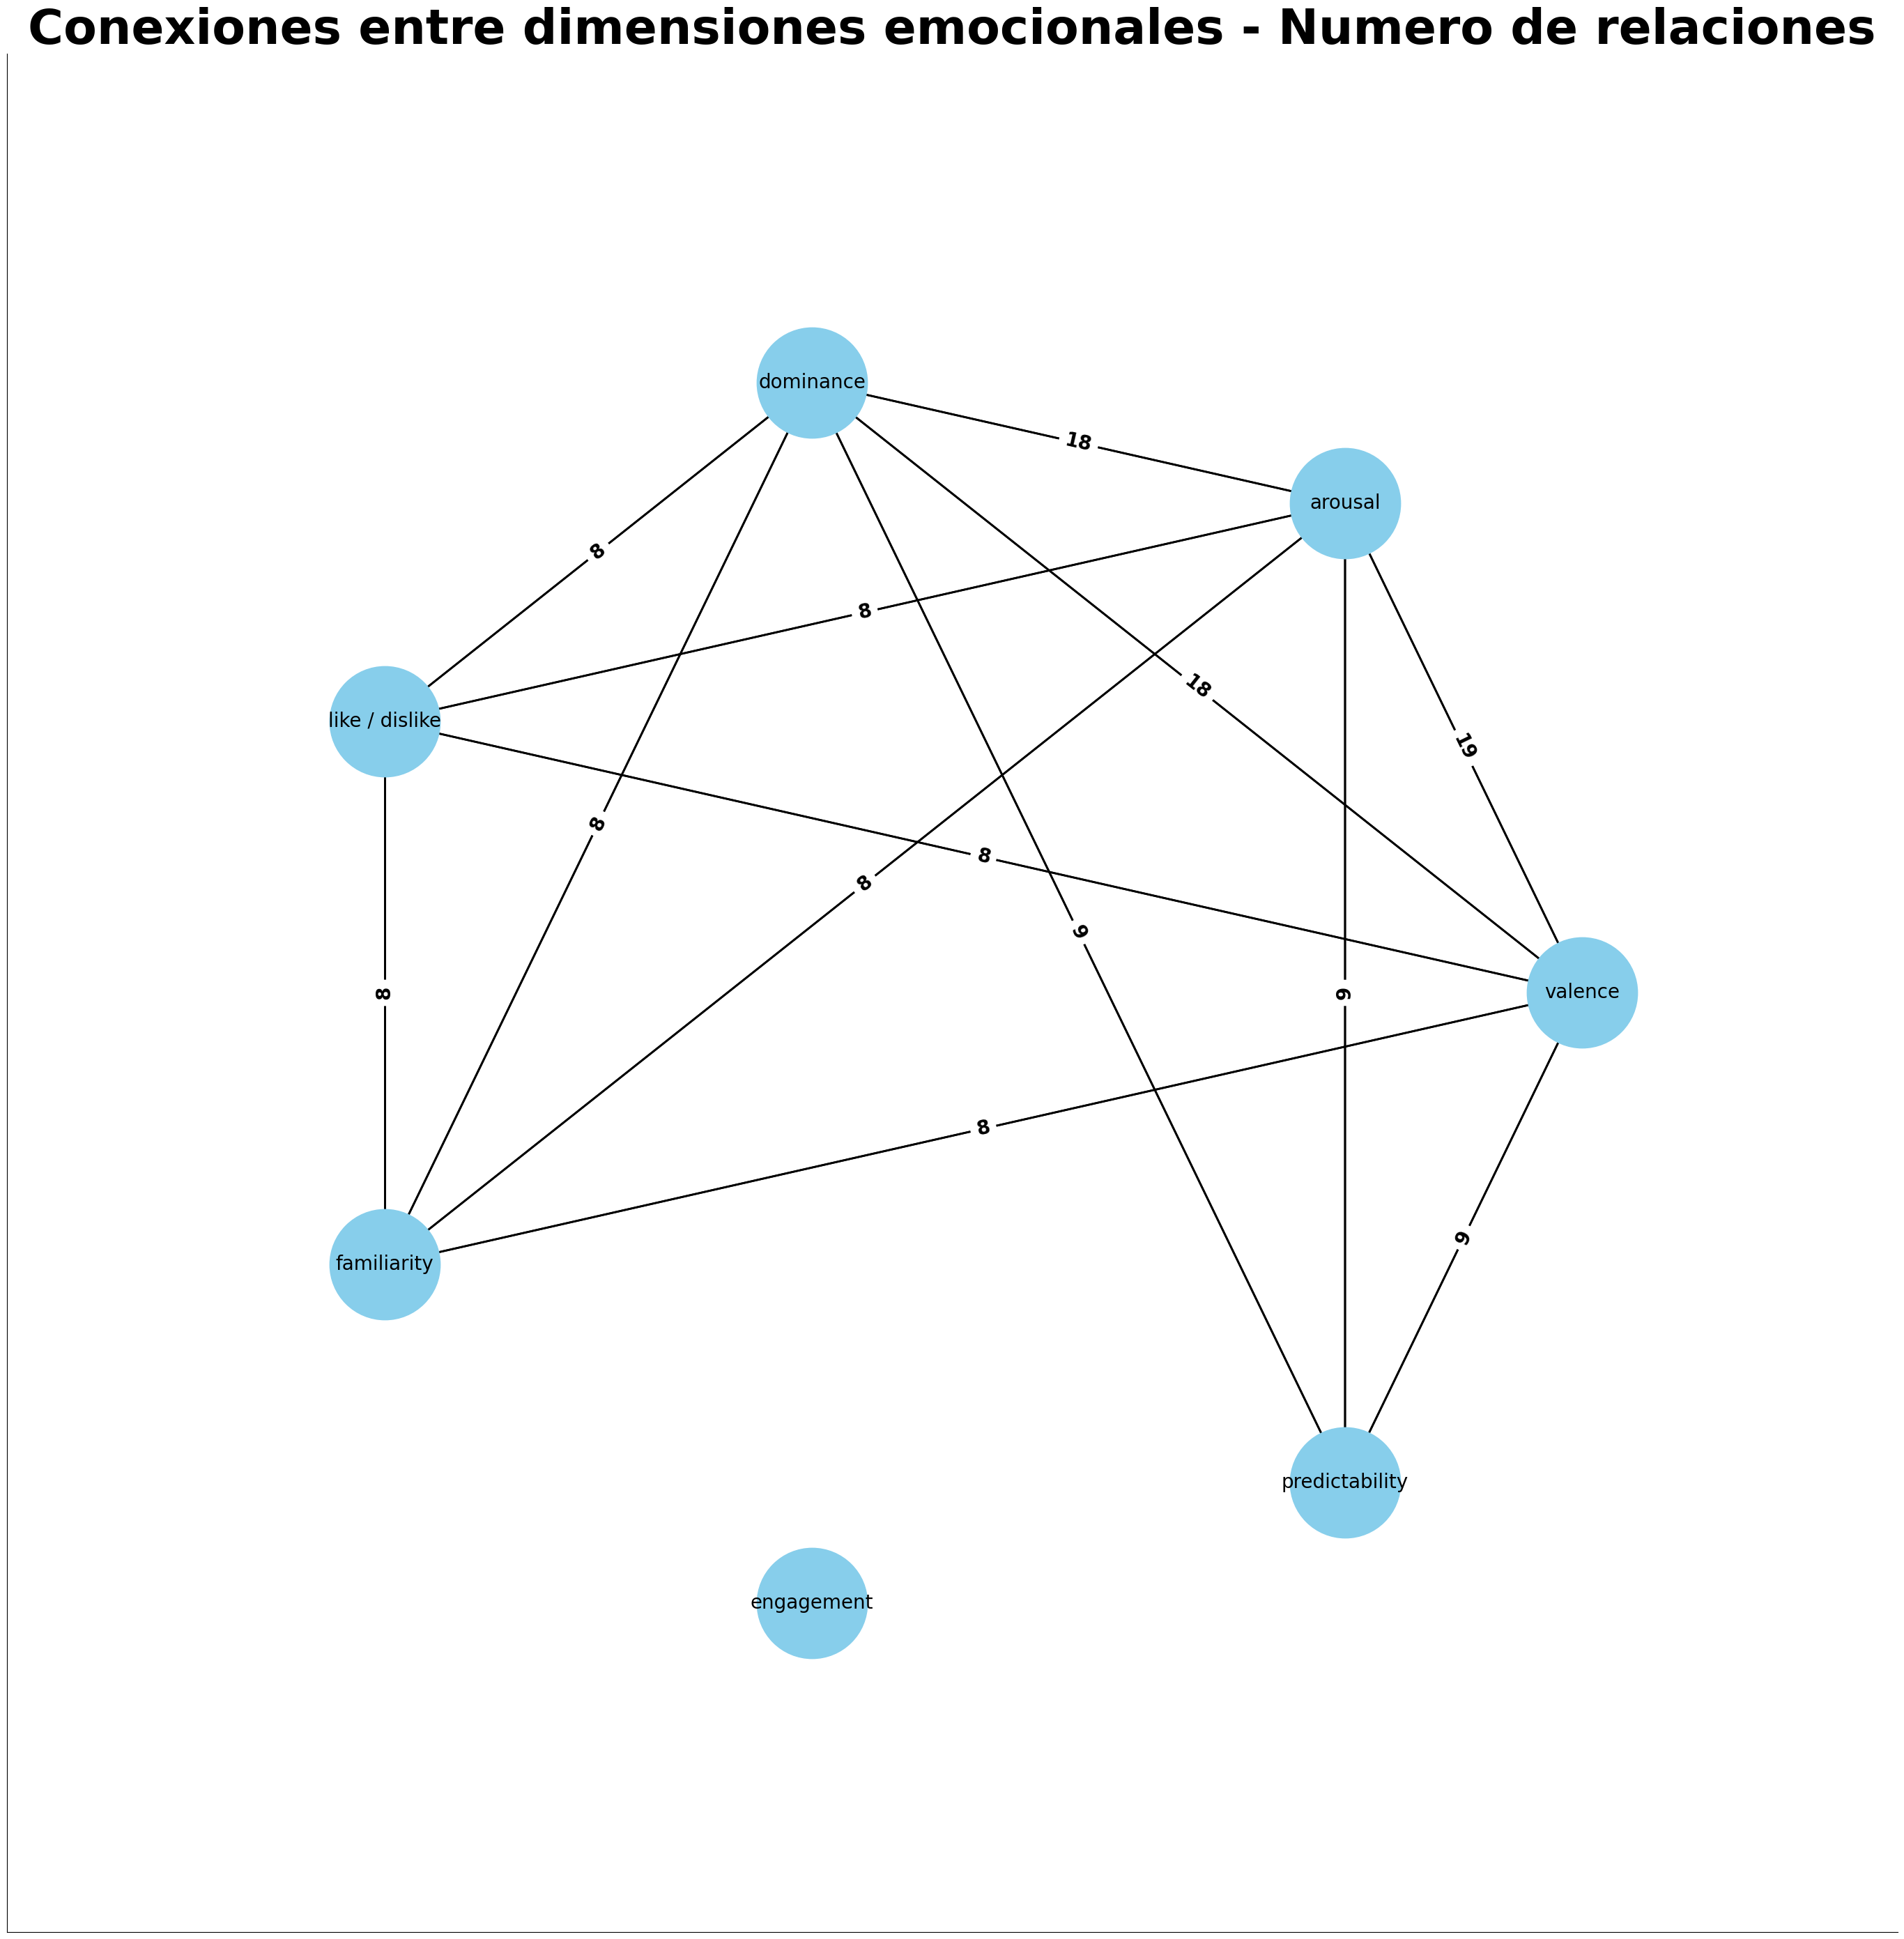 Conexiones entre dimensiones emocionales - Numero de relaciones
dominance
18
arousal
8
8
18
like / dislike
19
8
8
8
9
valence
8
9
8
9
familiarity
predictability
engagement